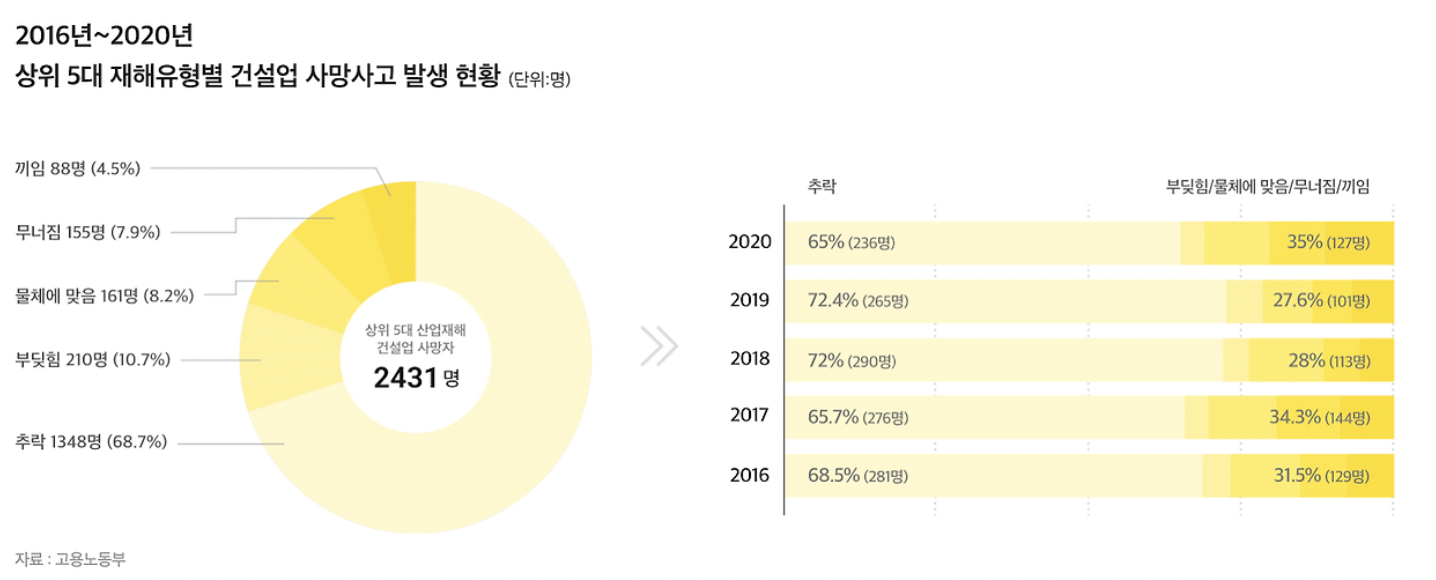 2016년~2020년
상위 5대 재해유형별 건설업 사망사고 발생 현황 (단위:명)
끼임 88명 (4.5%)
무너짐 155명 (7.9%)
물체에 맞음 161명 (8.2%)
부딪힘 210명 (10.7%)
추락 1348명 (68.7%)
상위 5대 산업재해
건설업 사망자
2431 명
추락 부딪힘/물체에 맞음/무너짐/끼임
2020 65% (236명) 35% (127명)
2019 72.4% (265명) 27.6% (101명)
2018 72% (290명) 28% (113명)
2017 65.7% (276명) 34.3% (144명)
2016 68.5% (281명) 31.5% (129명)
자료 : 고용노동부